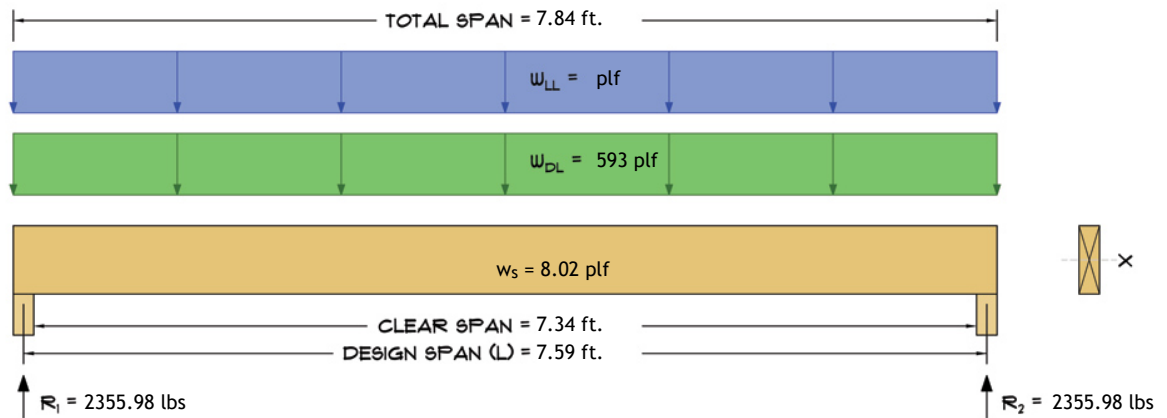 TOTAL SPAN = 7.84 ft.
WLL = plf
WDL = 593 plf
ws = 8.02 plf
X
CLEAR SPAN = 7.34 ft.
DESIGN SPAN (L) = 7.59 ft.
R1 = 2355.98 lbs
R2 = 2355.98 lbs